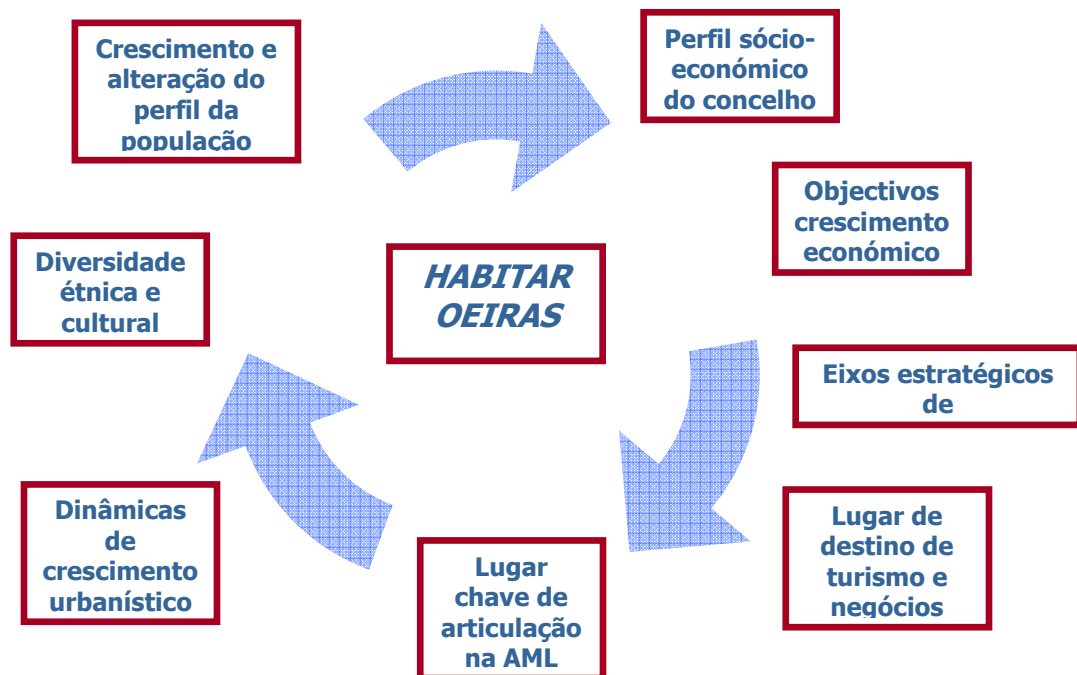 Crescimento e
alteração do
perfil da
população
Perfil sócio-
económico
do concelho
Objectivos
crescimento
económico
Diversidade
étnica e
cultural
HABITAR
OEIRAS
Eixos estratégicos
de
Dinâmicas
de
crescimento
urbanístico
Lugar de
destino de
turismo e
negócios
Lugar
chave de
articulação
na AML